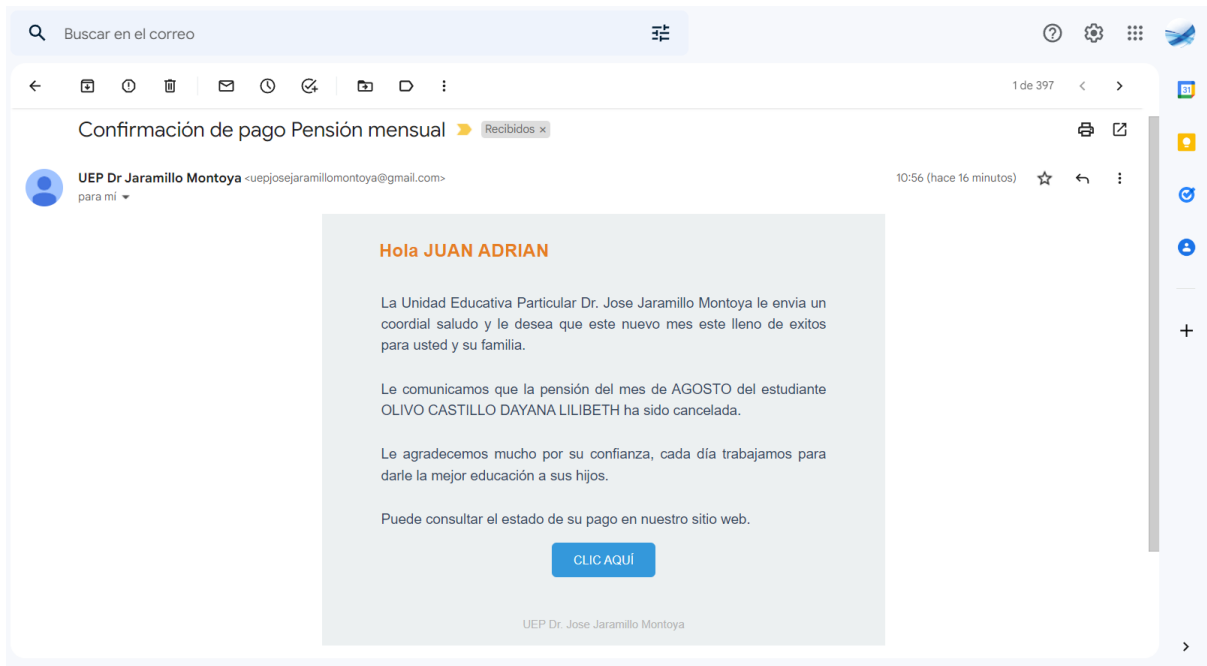 Buscar en el correo
1 de 397
Confirmación de pago Pensión mensual
Recibidos ×
UEP Dr Jaramillo Montoya <uepjosejaramillomontoya@gmail.com>
10:56 (hace 16 minutos)
para mí
31
Hola JUAN ADRIAN
La Unidad Educativa Particular Dr. Jose Jaramillo Montoya le envia un
coordial saludo y le desea que este nuevo mes este lleno de exitos
para usted y su familia.
Le comunicamos que la pensión del mes de AGOSTO del estudiante
OLIVO CASTILLO DAYANA LILIBETH ha sido cancelada.
Le agradecemos mucho por su confianza, cada día trabajamos para
darle la mejor educación a sus hijos.
Puede consultar el estado de su pago en nuestro sitio web.
CLIC AQUÍ
UEP Dr. Jose Jaramillo Montoya